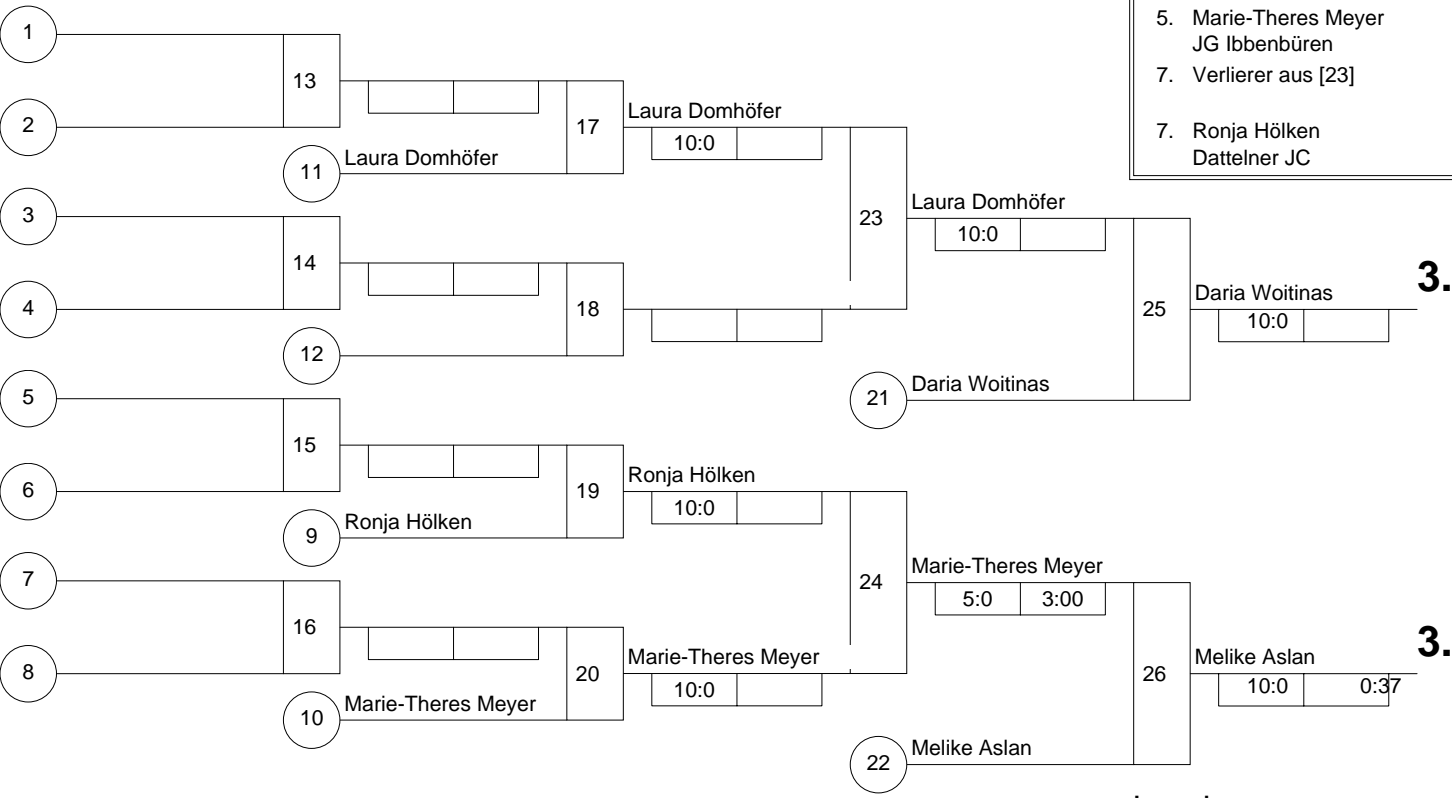 5. Marie-Theres Meyer
JG Ibbenbüren
7. Verlierer aus [23]
7. Ronja Hölken
Dattelner JC
1
13
2
17
Laura Domhöfer
10:0
11
Laura Domhöfer
3
23
Laura Domhöfer
10:0
14
4
18
12
25
Daria Woitinas
10:0
3.
21
Daria Woitinas
5
15
6
19
Ronja Hölken
10:0
9
Ronja Hölken
7
24
Marie-Theres Meyer
5:0 3:00
16
8
20
Marie-Theres Meyer
10:0
10
Marie-Theres Meyer
26
Melike Aslan
10:0 0:37
3.
22
Melike Aslan